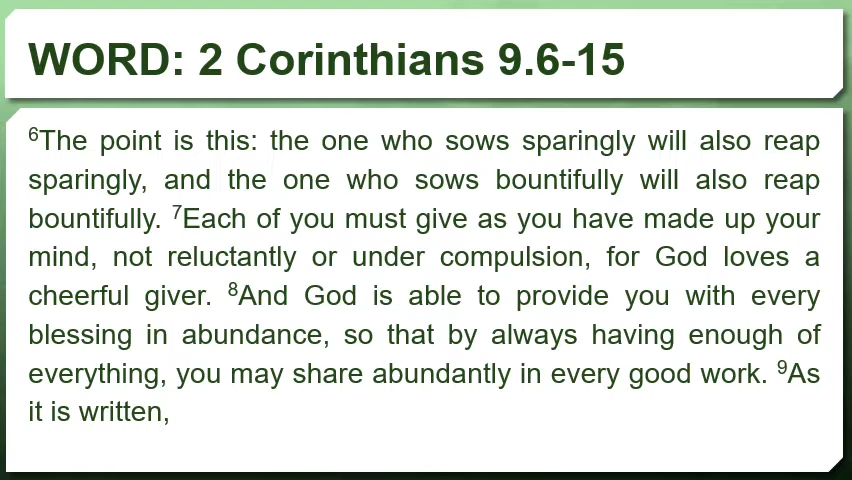 WORD: 2 Corinthians 9.6-15
⁶The point is this: the one who sows sparingly will also reap
sparingly, and the one who sows bountifully will also reap
bountifully. ⁷Each of you must give as you have made up your
mind, not reluctantly or under compulsion, for God loves a
cheerful giver. ⁸And God is able to provide you with every
blessing in abundance, so that by always having enough of
everything, you may share abundantly in every good work. ⁹As
it is written,